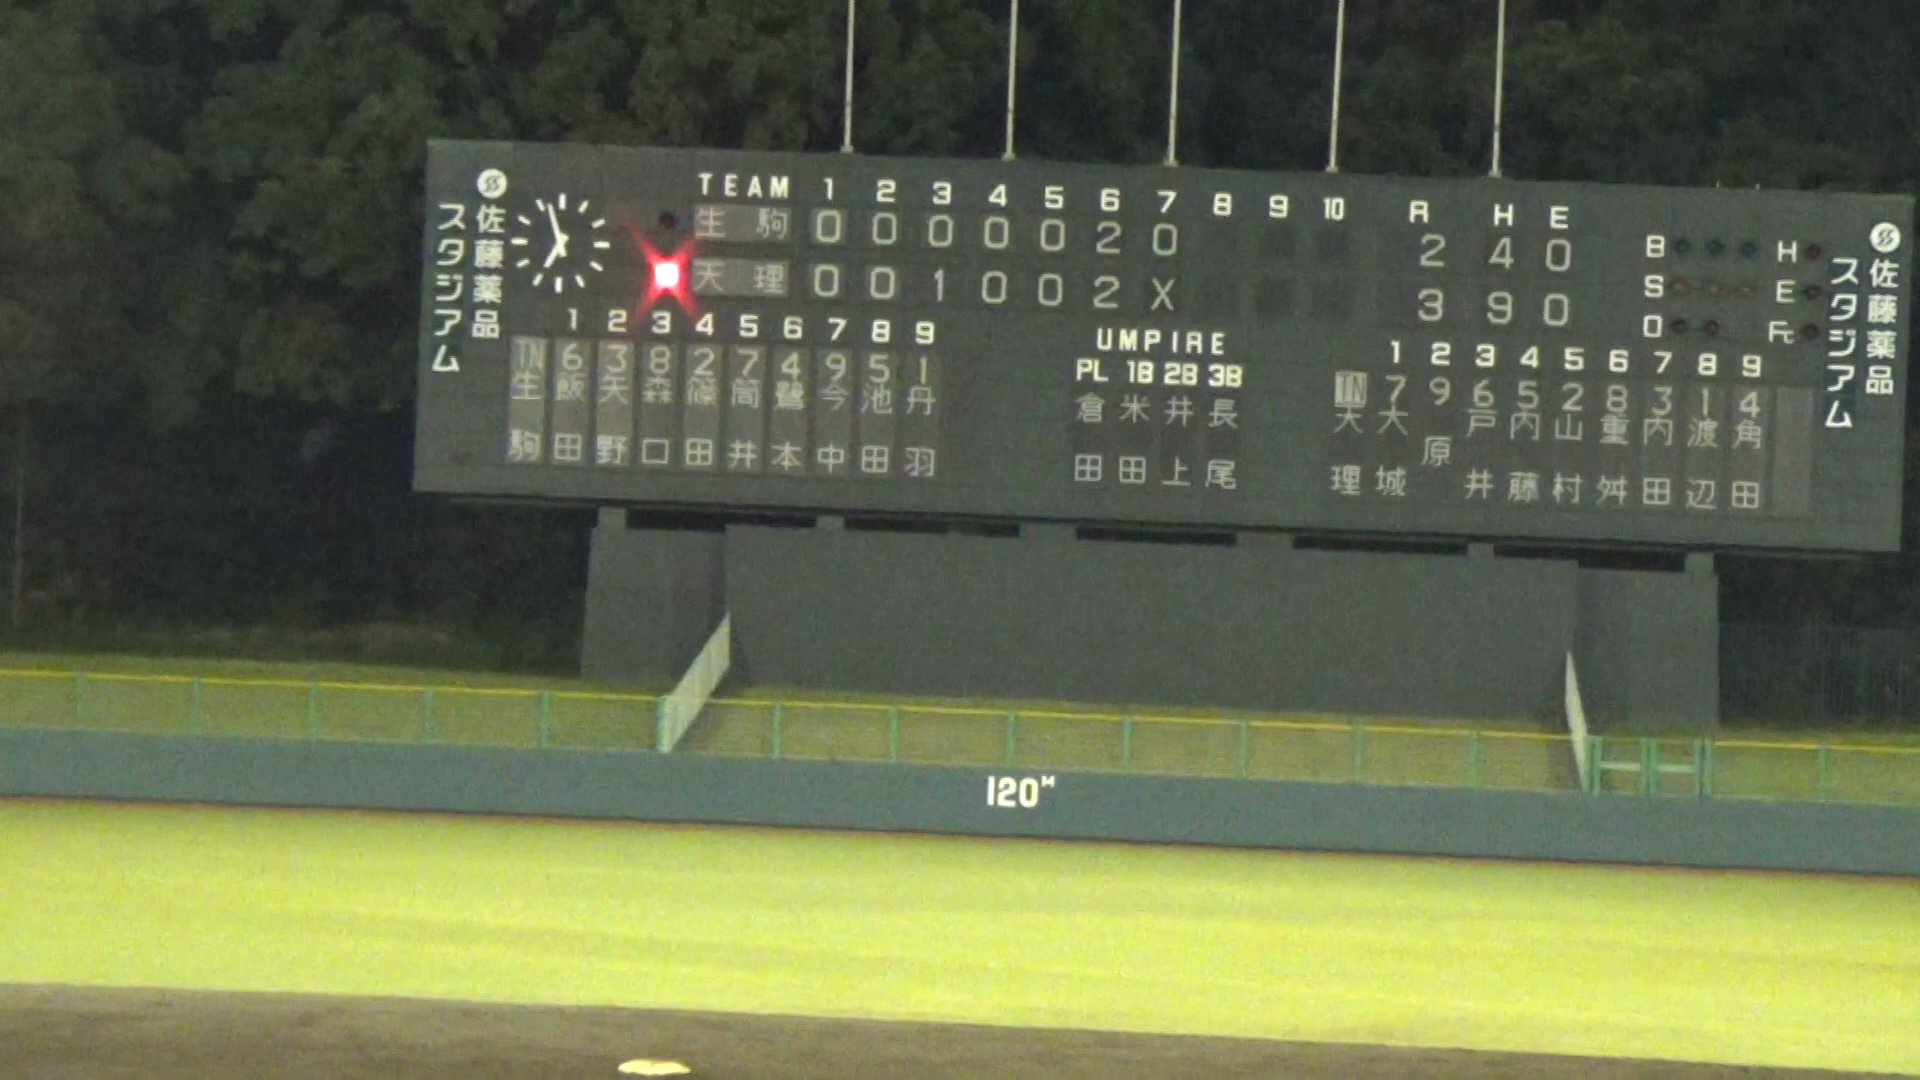 佐藤薬品
スタジアム
TEAM 1 2 3 4 5 6 7 8 9 10 R H E
生駒 0 0 0 0 0 2 0 2 4 0
天理 0 0 1 0 0 2 X 3 9 0
B H
S E
O Fc
佐藤薬品
スタジアム
1 2 3 4 5 6 7 8 9
IN 6 3 8 2 7 4 9 5 1
生駒 飯田 矢野 森口 篠田 筒井 鷺本 今中 池田 丹羽
UMPIRE
PL 1B 2B 3B
倉田 米田 井上 長尾
1 2 3 4 5 6 7 8 9
IN 7 9 6 5 2 8 3 1 4
天理 大城 原 戸井 内藤 山村 重舛 内田 渡辺 角田
120M